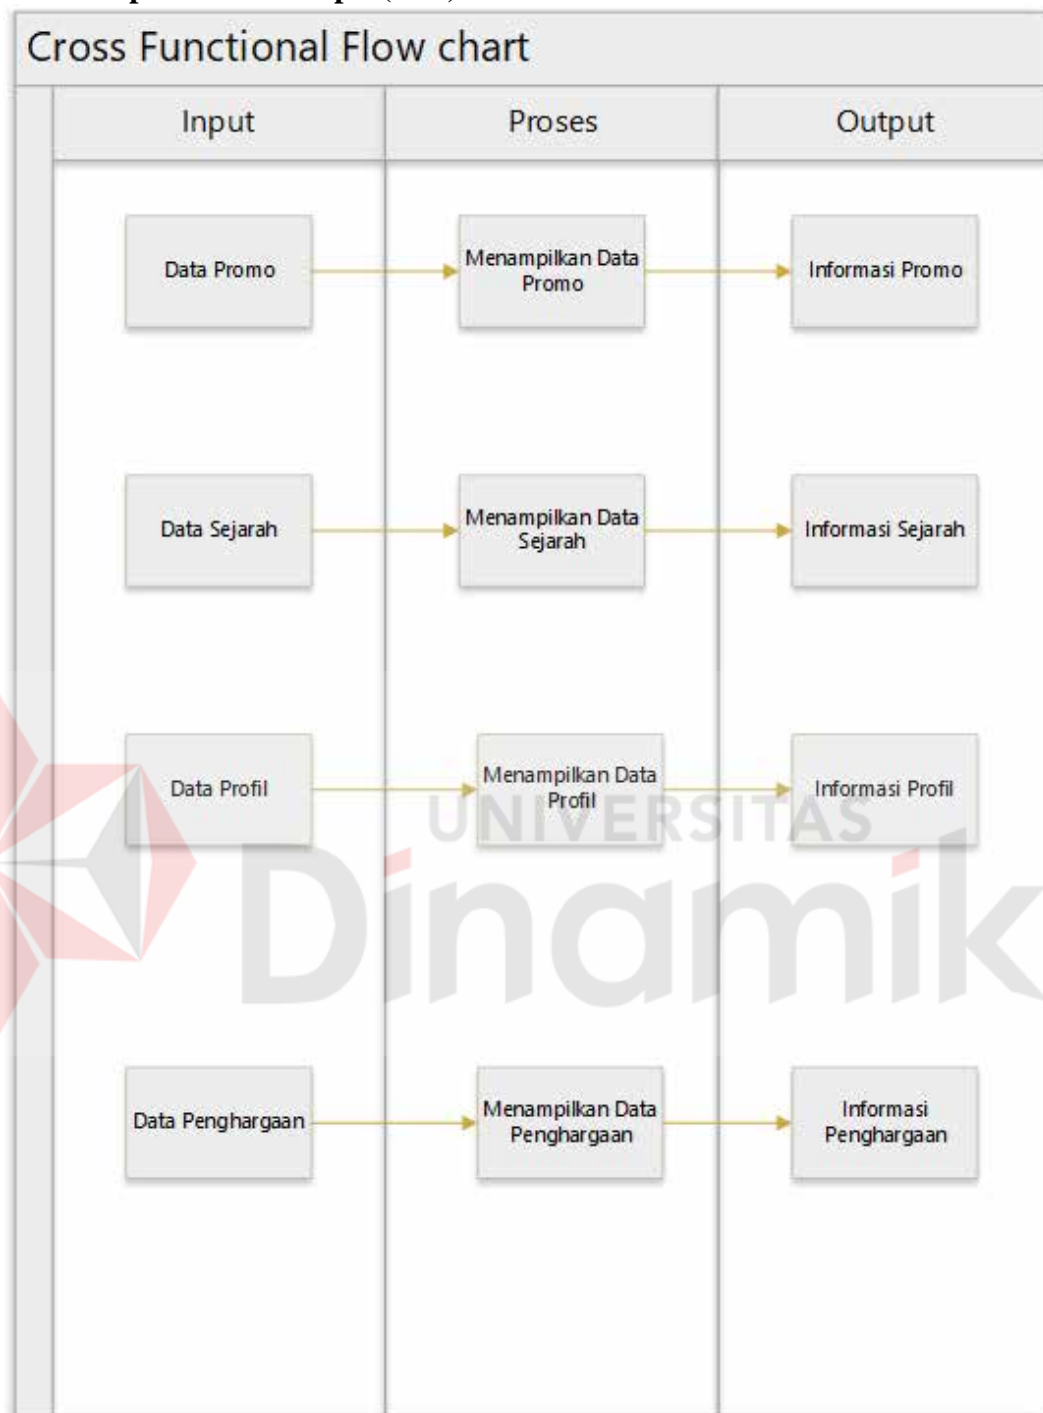 Cross Functional Flow chart
Input
Proses
Output
Data Promo
Menampilkan Data
Promo
Informasi Promo
Data Sejarah
Menampilkan Data
Sejarah
Informasi Sejarah
Data Profil
Menampilkan Data
Profil
Informasi Profil
UNIVERSITAS
Dinamik
Data Penghargaan
Menampilkan Data
Penghargaan
Informasi
Penghargaan